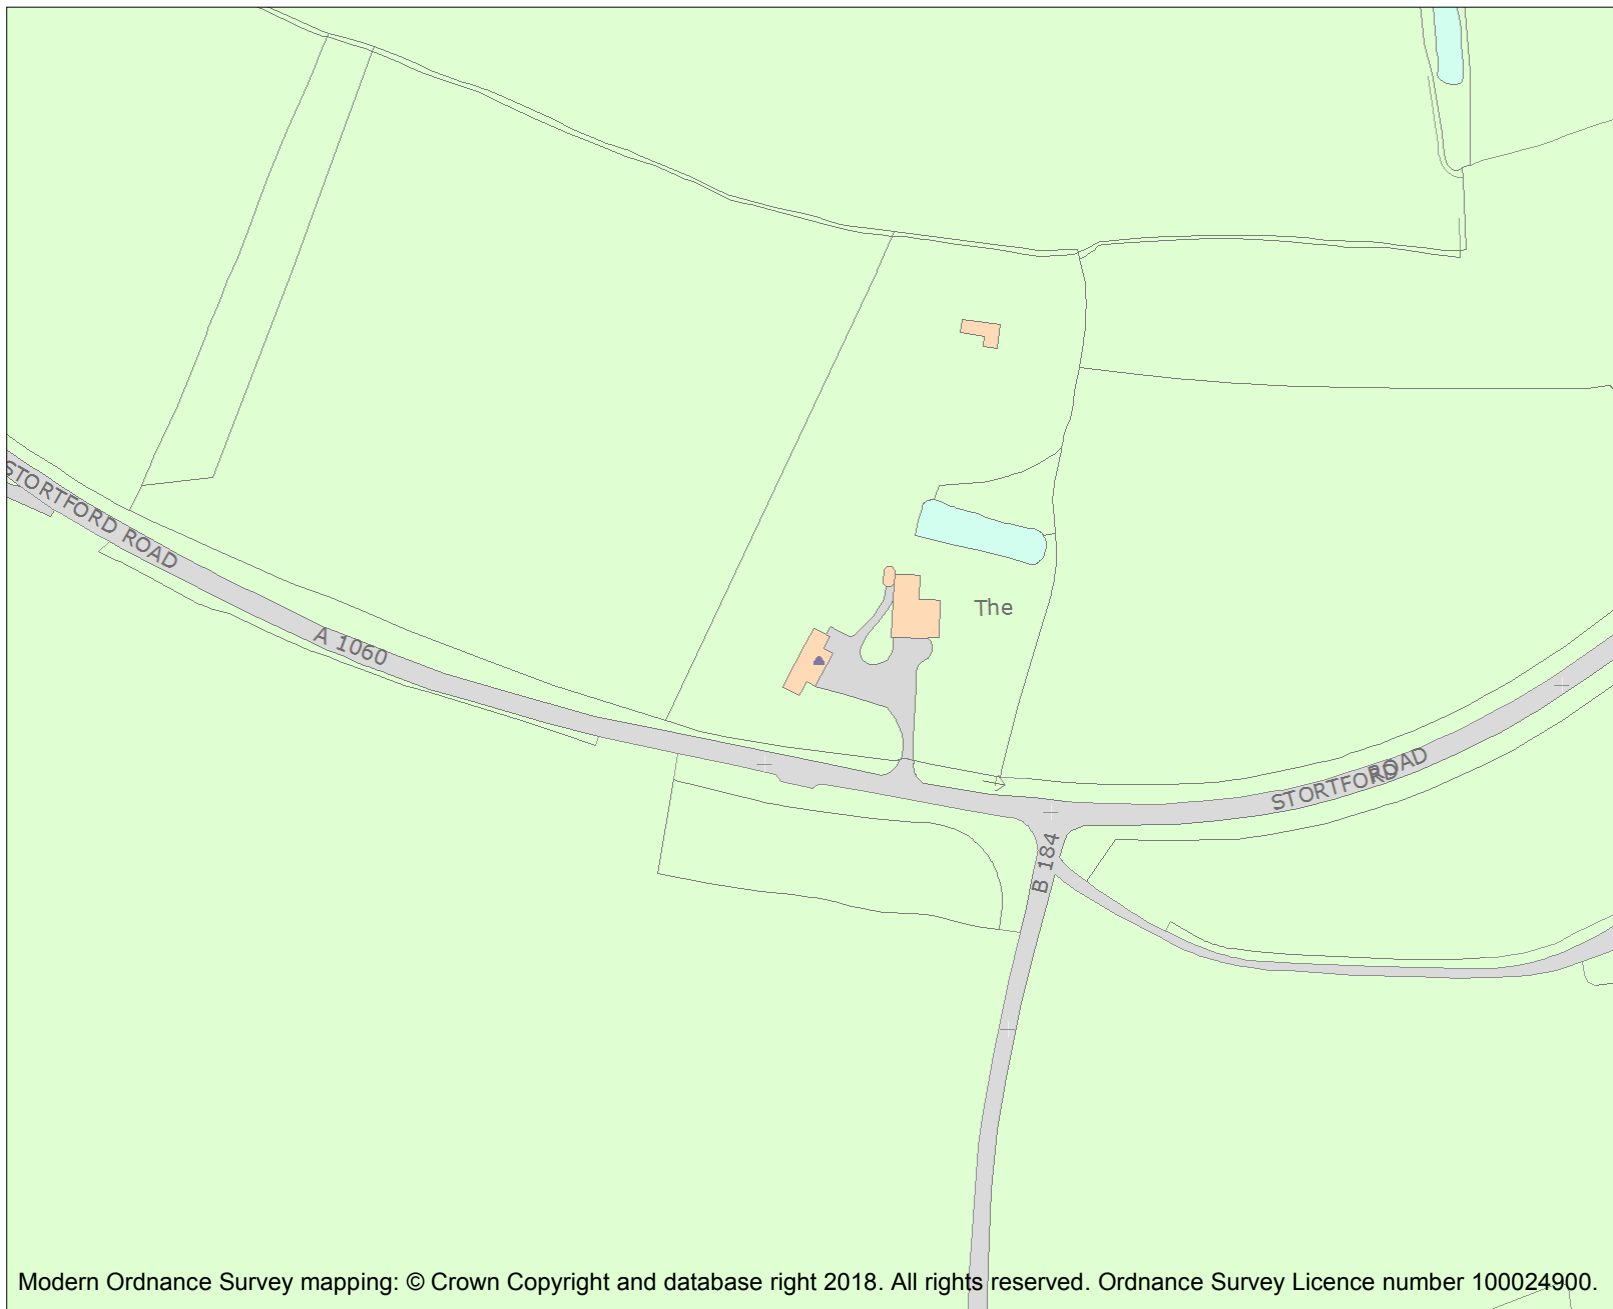 STORTFORD ROAD
The
A 1060
STORTFORD
ROAD
B 184
Modern Ordnance Survey mapping: © Crown Copyright and database right 2018. All rights reserved. Ordnance Survey Licence number 100024900.